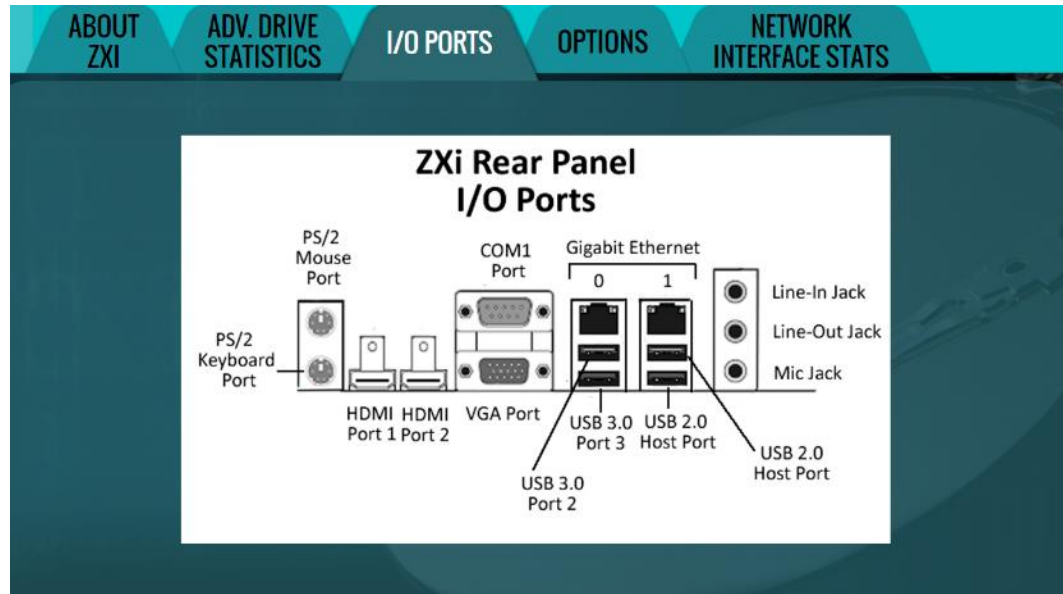 ABOUT
ZXI
ADV. DRIVE
STATISTICS
I/O PORTS
OPTIONS
NETWORK
INTERFACE STATS
ZXi Rear Panel
I/O Ports
PS/2
Mouse
Port
COM1
Port
Gigabit Ethernet
0 1
Line-In Jack
Line-Out Jack
Mic Jack
PS/2
Keyboard
Port
HDMI
Port 1
HDMI
Port 2
VGA Port
USB 3.0
Port 3
USB 2.0
Host Port
USB 2.0
Host Port
USB 3.0
Port 2